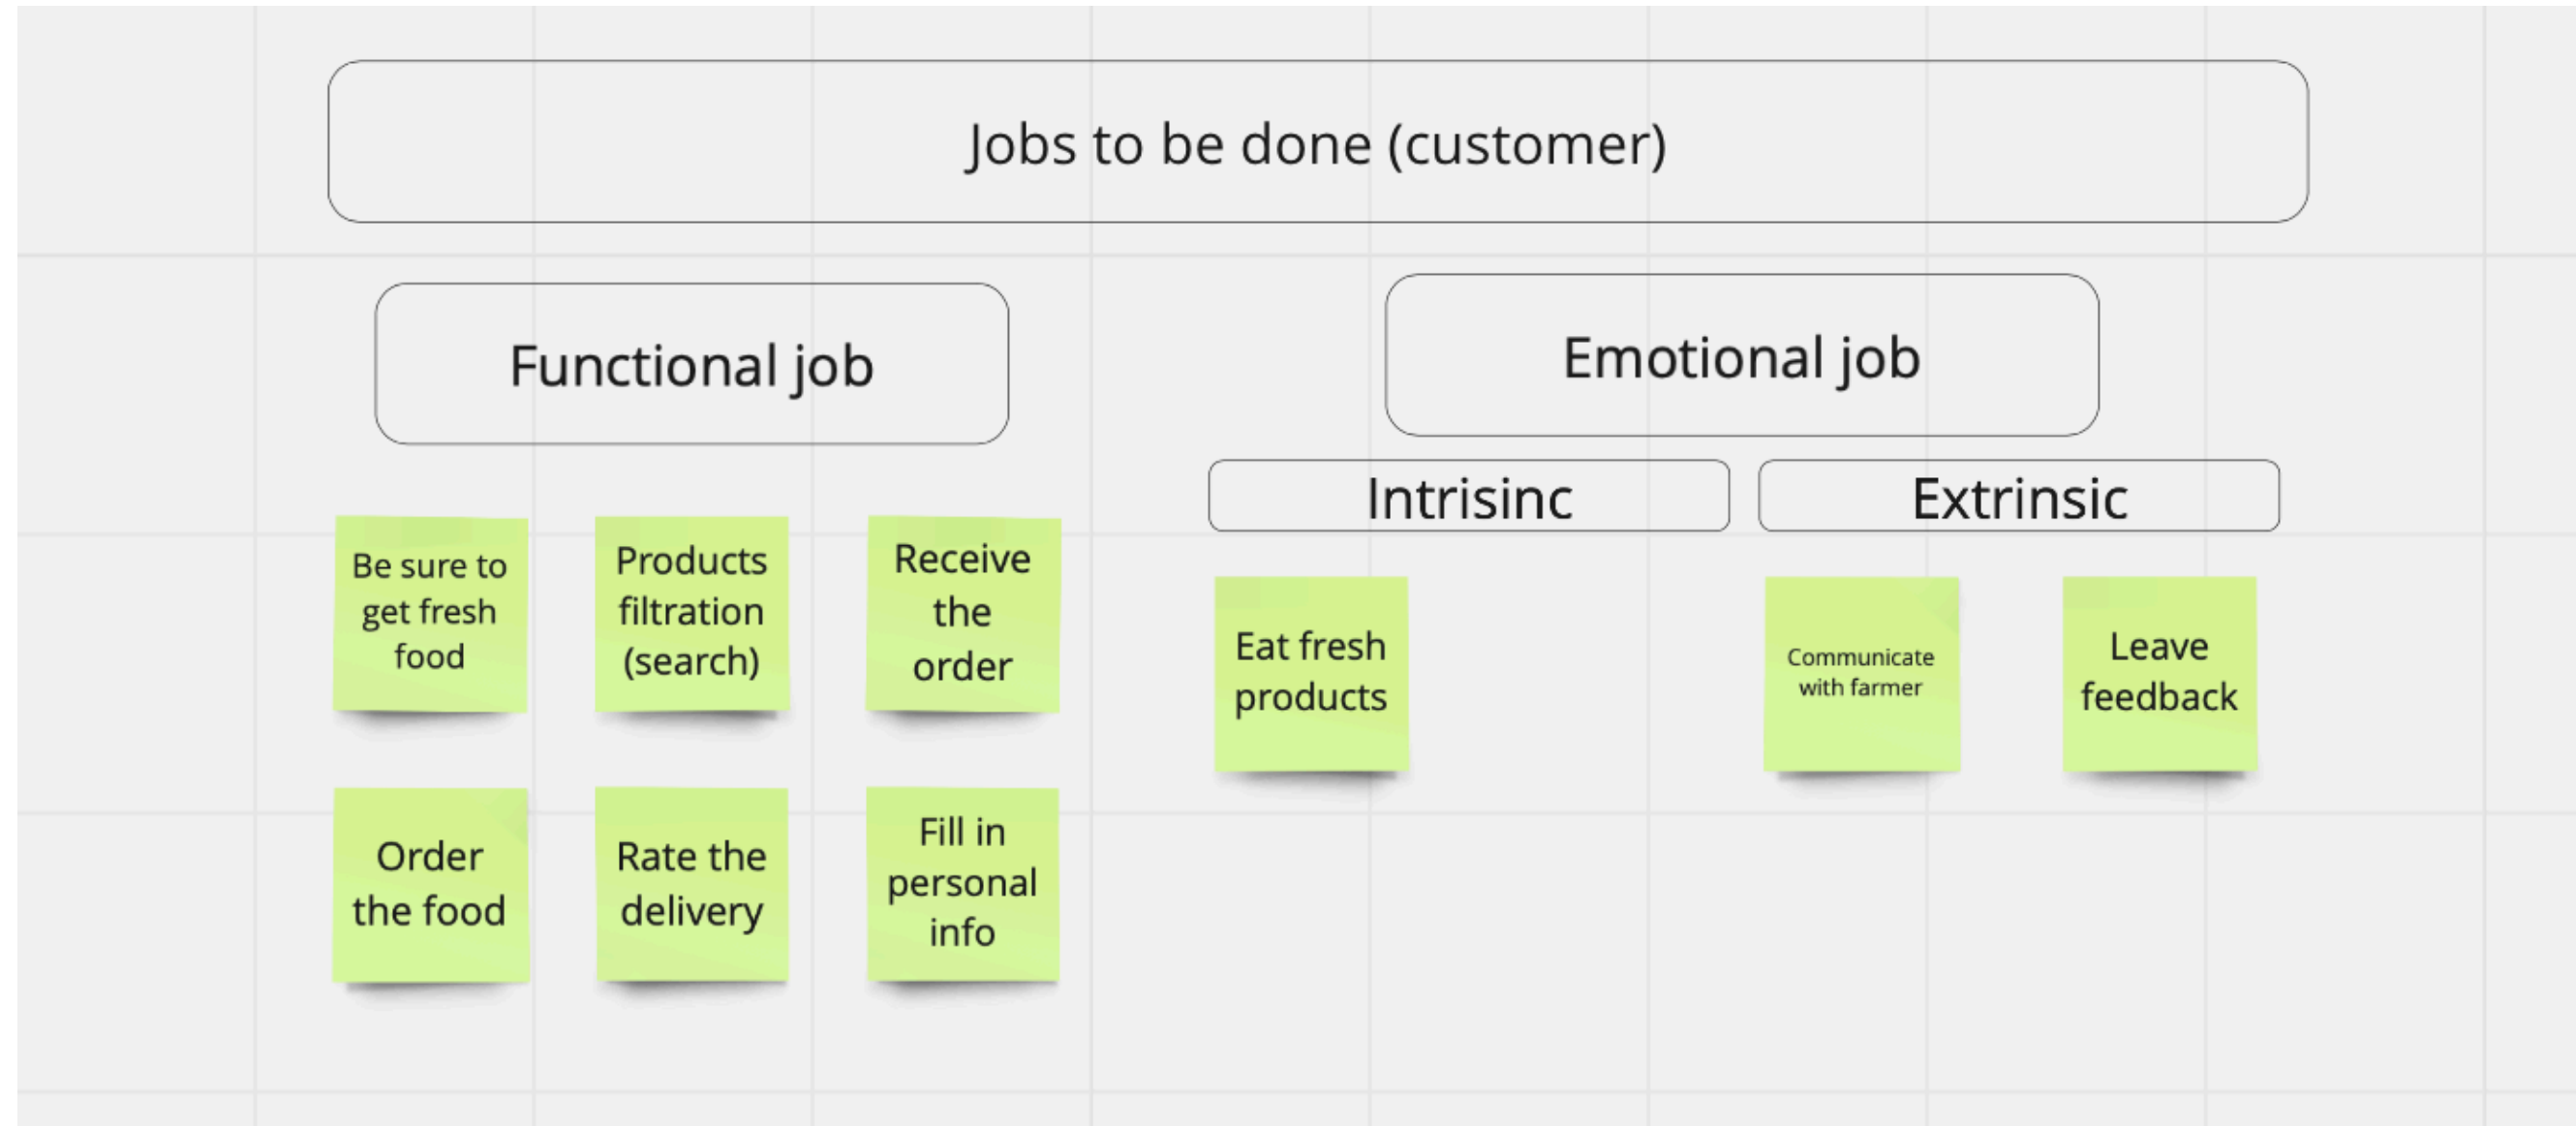 Jobs to be done (customer)
Functional job
Emotional job
Intrisinc
Extrinsic
Be sure to
get fresh
food
Products
filtration
(search)
Receive
the
order
Order
the food
Rate the
delivery
Fill in
personal
info
Eat fresh
products
Communicate
with farmer
Leave
feedback